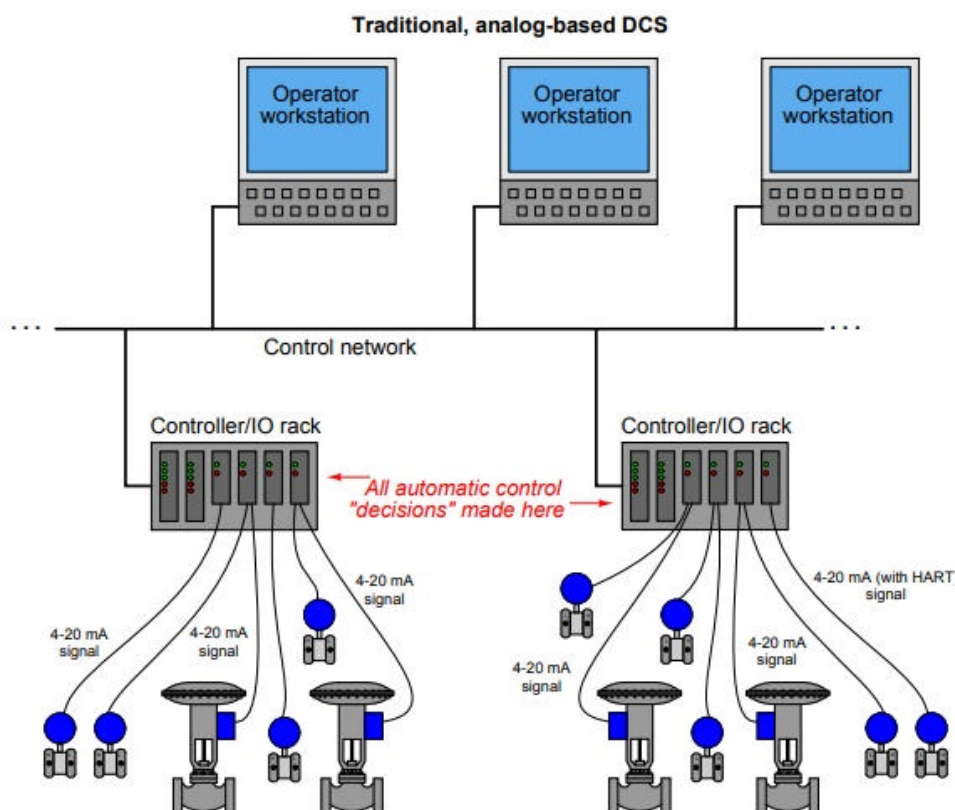 Traditional, analog-based DCS
Operator
workstation
Operator
workstation
Operator
workstation
. . .
. . .
Control network
Controller/IO rack
Controller/IO rack
All automatic control
"decisions" made here
4-20 mA
signal
4-20 mA
signal
4-20 mA
signal
4-20 mA
signal
4-20 mA
signal
4-20 mA (with HART)
signal